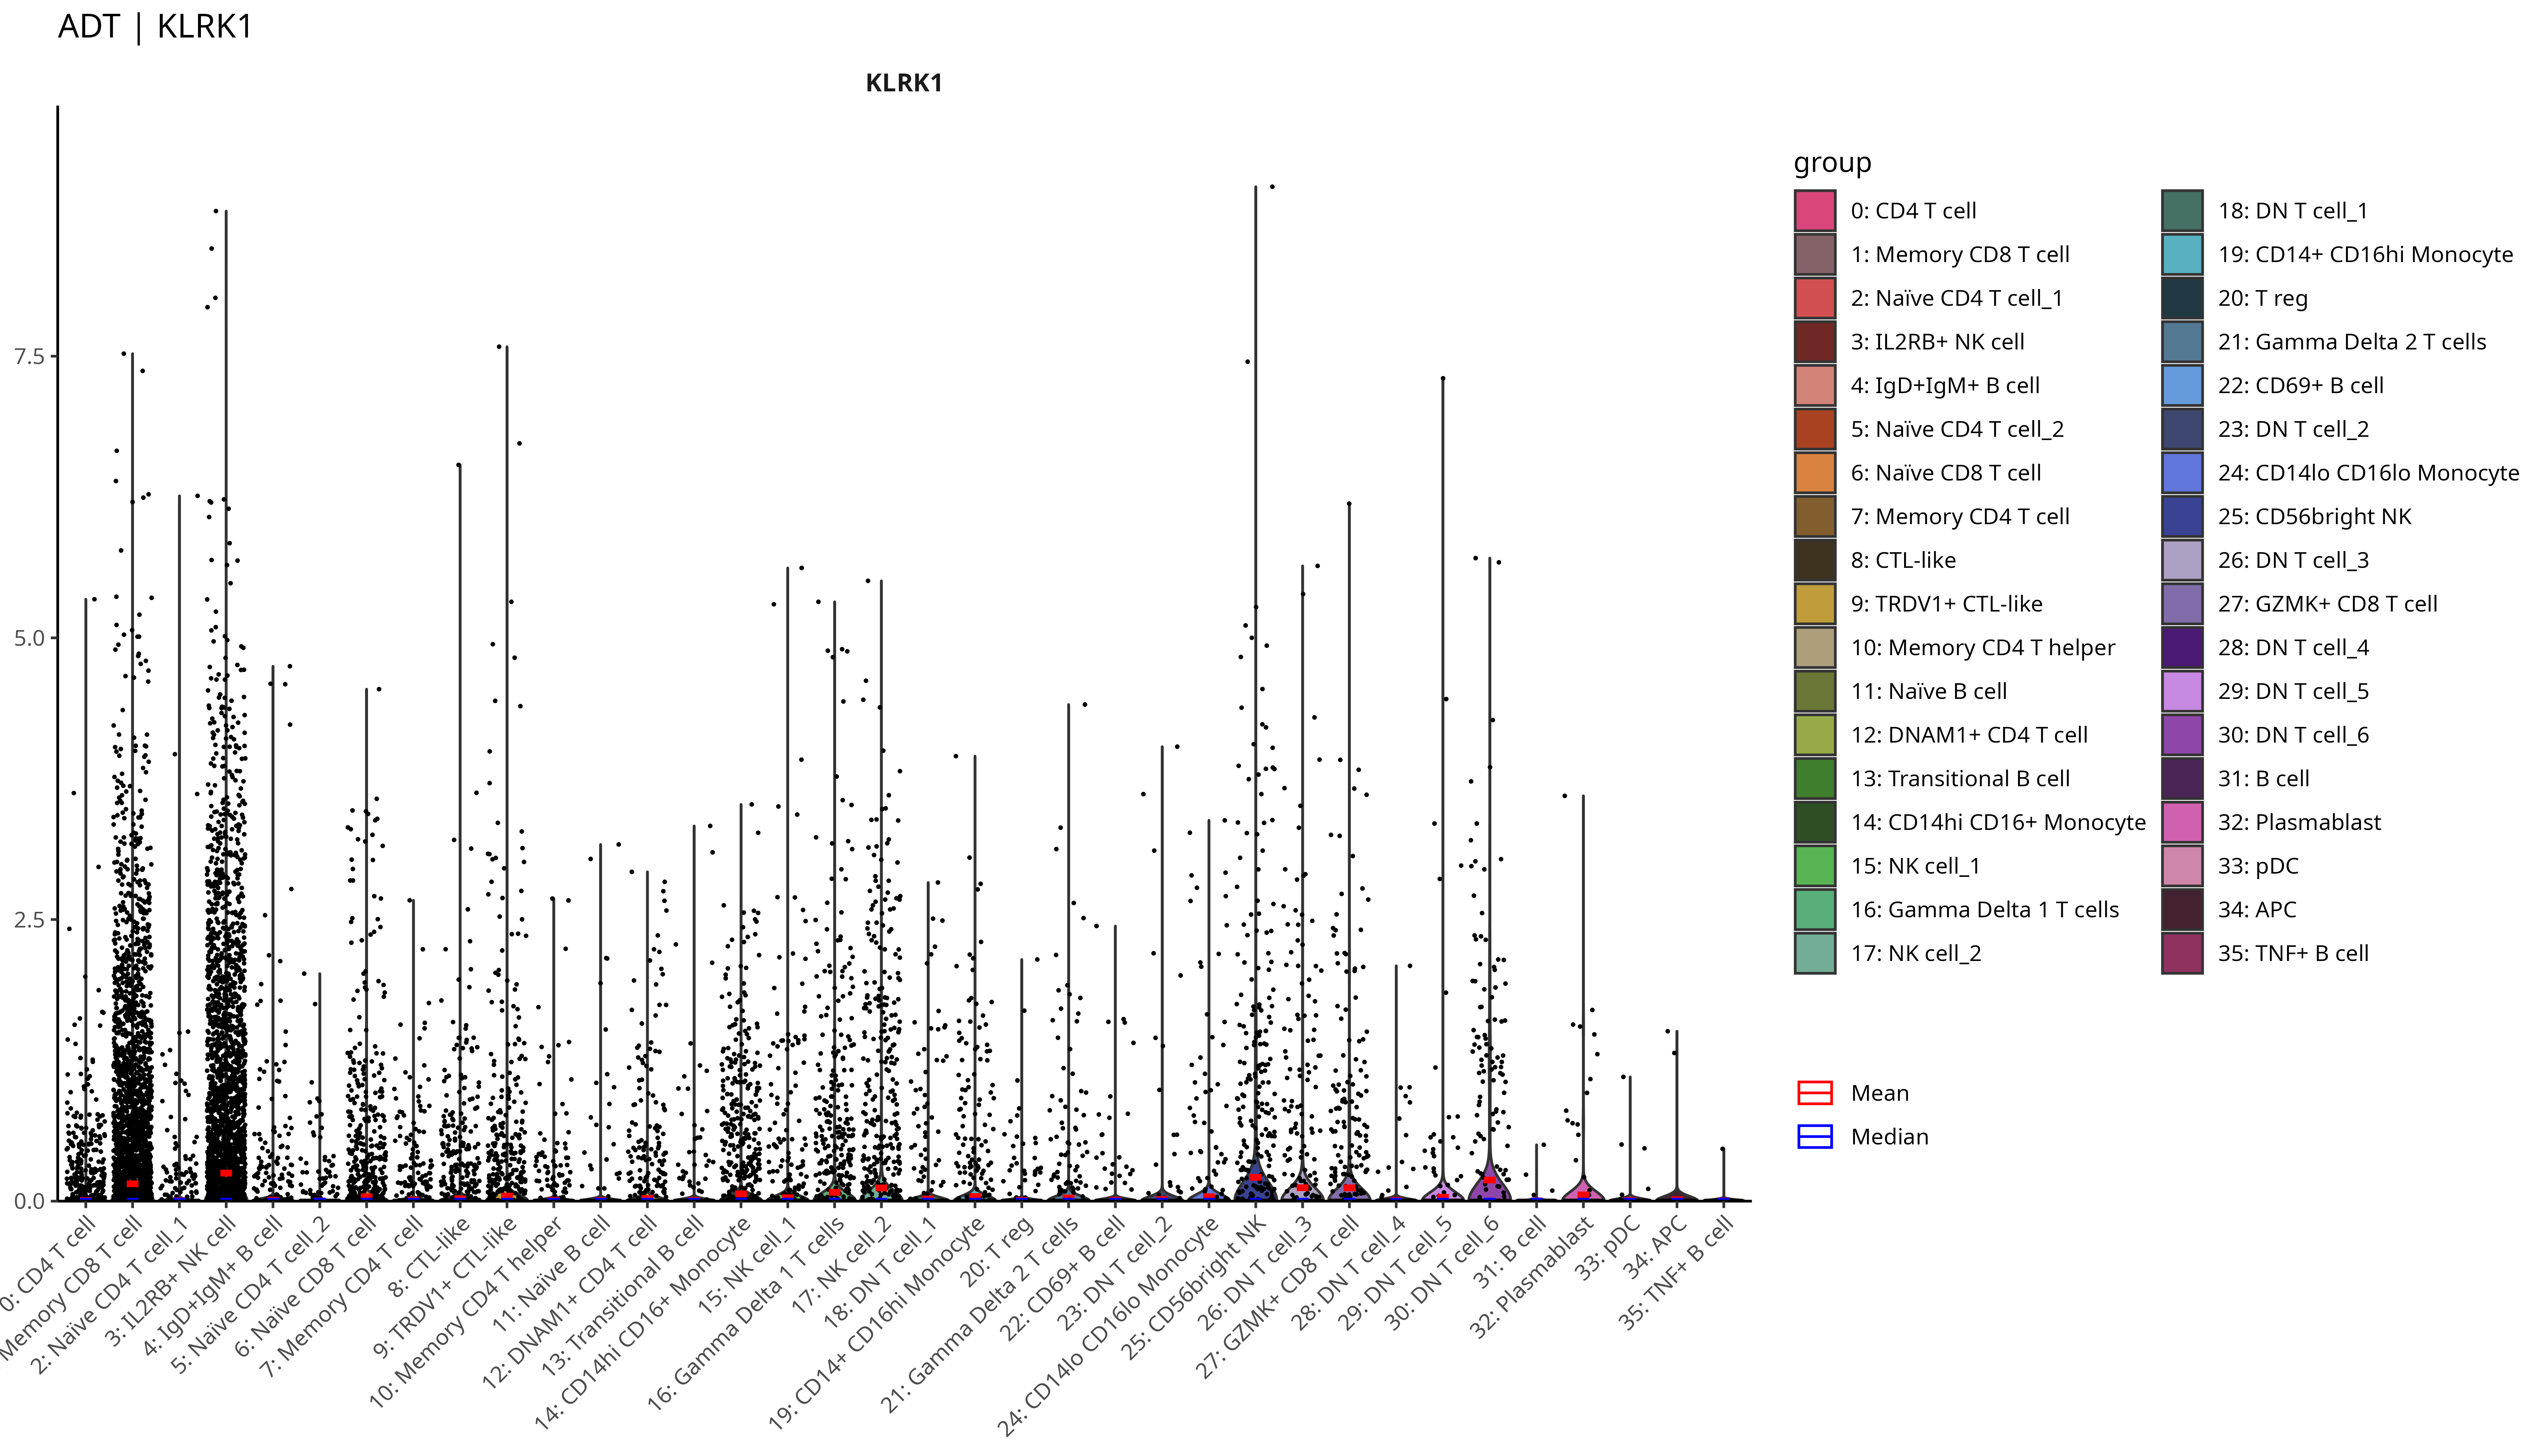 ADT | KLRK1
KLRK1
7.5
5.0
2.5
0.0
0: CD4 T cell
Memory CD8 T cell
2: Naïve CD4 T cell_1
3: IL2RB+ NK cell
4: IgD+IgM+ B cell
5: Naïve CD4 T cell_2
6: Naïve CD8 T cell
7: Memory CD4 T cell
8: CTL-like
9: TRDV1+ CTL-like
10: Memory CD4 T helper
11: Naïve B cell
12: DNAM1+ CD4 T cell
13: Transitional B cell
14: CD14hi CD16+ Monocyte
15: NK cell_1
16: Gamma Delta 1 T cells
17: NK cell_2
18: DN T cell_1
19: CD14+ CD16hi Monocyte
20: T reg
21: Gamma Delta 2 T cells
22: CD69+ B cell
23: DN T cell_2
24: CD14lo CD16lo Monocyte
25: CD56bright NK
26: DN T cell_3
27: GZMK+ CD8 T cell
28: DN T cell_4
29: DN T cell_5
30: DN T cell_6
31: B cell
32: Plasmablast
33: pDC
34: APC
35: TNF+ B cell
group
0: CD4 T cell
1: Memory CD8 T cell
2: Naïve CD4 T cell_1
3: IL2RB+ NK cell
4: IgD+IgM+ B cell
5: Naïve CD4 T cell_2
6: Naïve CD8 T cell
7: Memory CD4 T cell
8: CTL-like
9: TRDV1+ CTL-like
10: Memory CD4 T helper
11: Naïve B cell
12: DNAM1+ CD4 T cell
13: Transitional B cell
14: CD14hi CD16+ Monocyte
15: NK cell_1
16: Gamma Delta 1 T cells
17: NK cell_2
18: DN T cell_1
19: CD14+ CD16hi Monocyte
20: T reg
21: Gamma Delta 2 T cells
22: CD69+ B cell
23: DN T cell_2
24: CD14lo CD16lo Monocyte
25: CD56bright NK
26: DN T cell_3
27: GZMK+ CD8 T cell
28: DN T cell_4
29: DN T cell_5
30: DN T cell_6
31: B cell
32: Plasmablast
33: pDC
34: APC
35: TNF+ B cell
Mean
Median